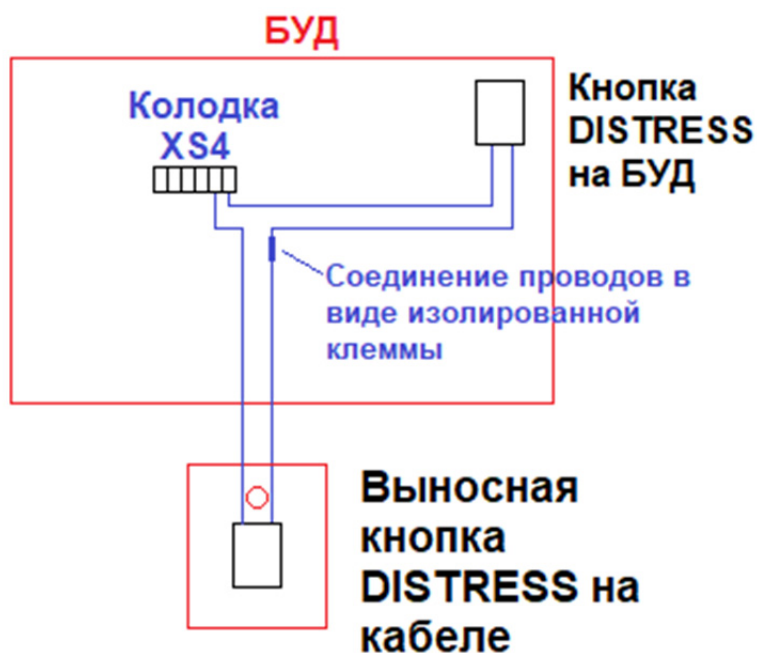 БУД
Колодка
XS4
Кнопка
DISTRESS
на БУД
Соединение проводов в
виде изолированной
клеммы
Выносная
кнопка
DISTRESS на
кабеле